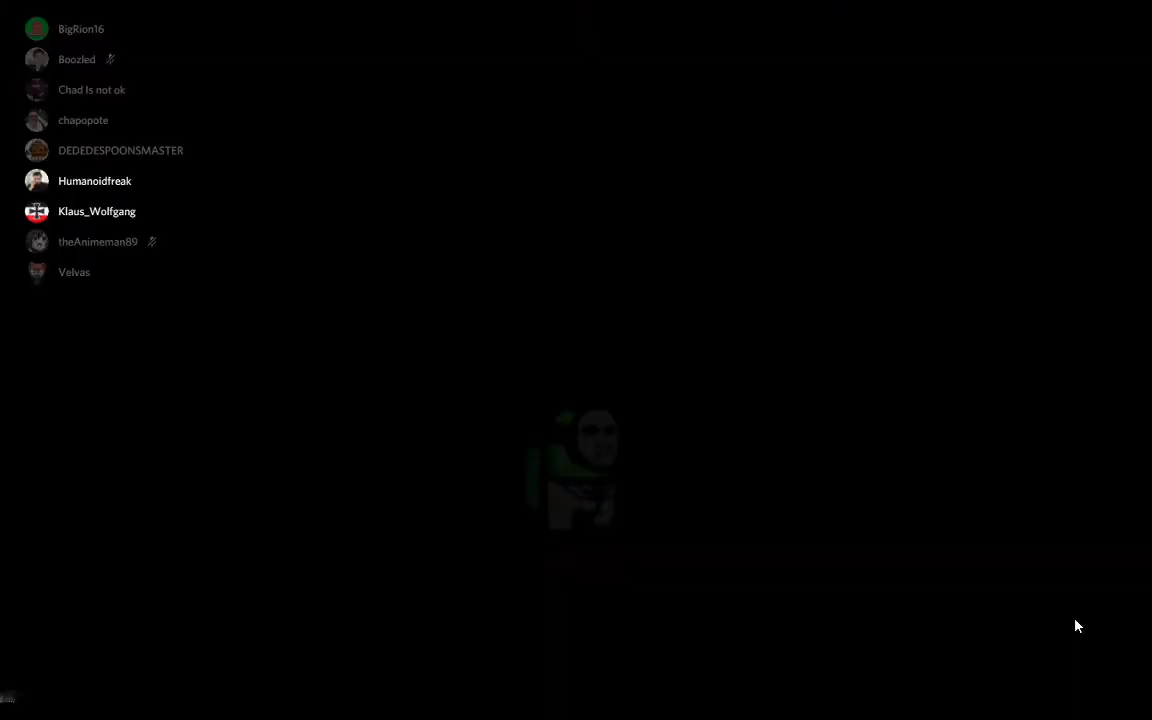 BigRion16
Boozled
Chad Is not ok
chapopote
DEDEDESPOONSMASTER
Humanoidfreak
Klaus_Wolfgang
theAnimeman89
Velvas